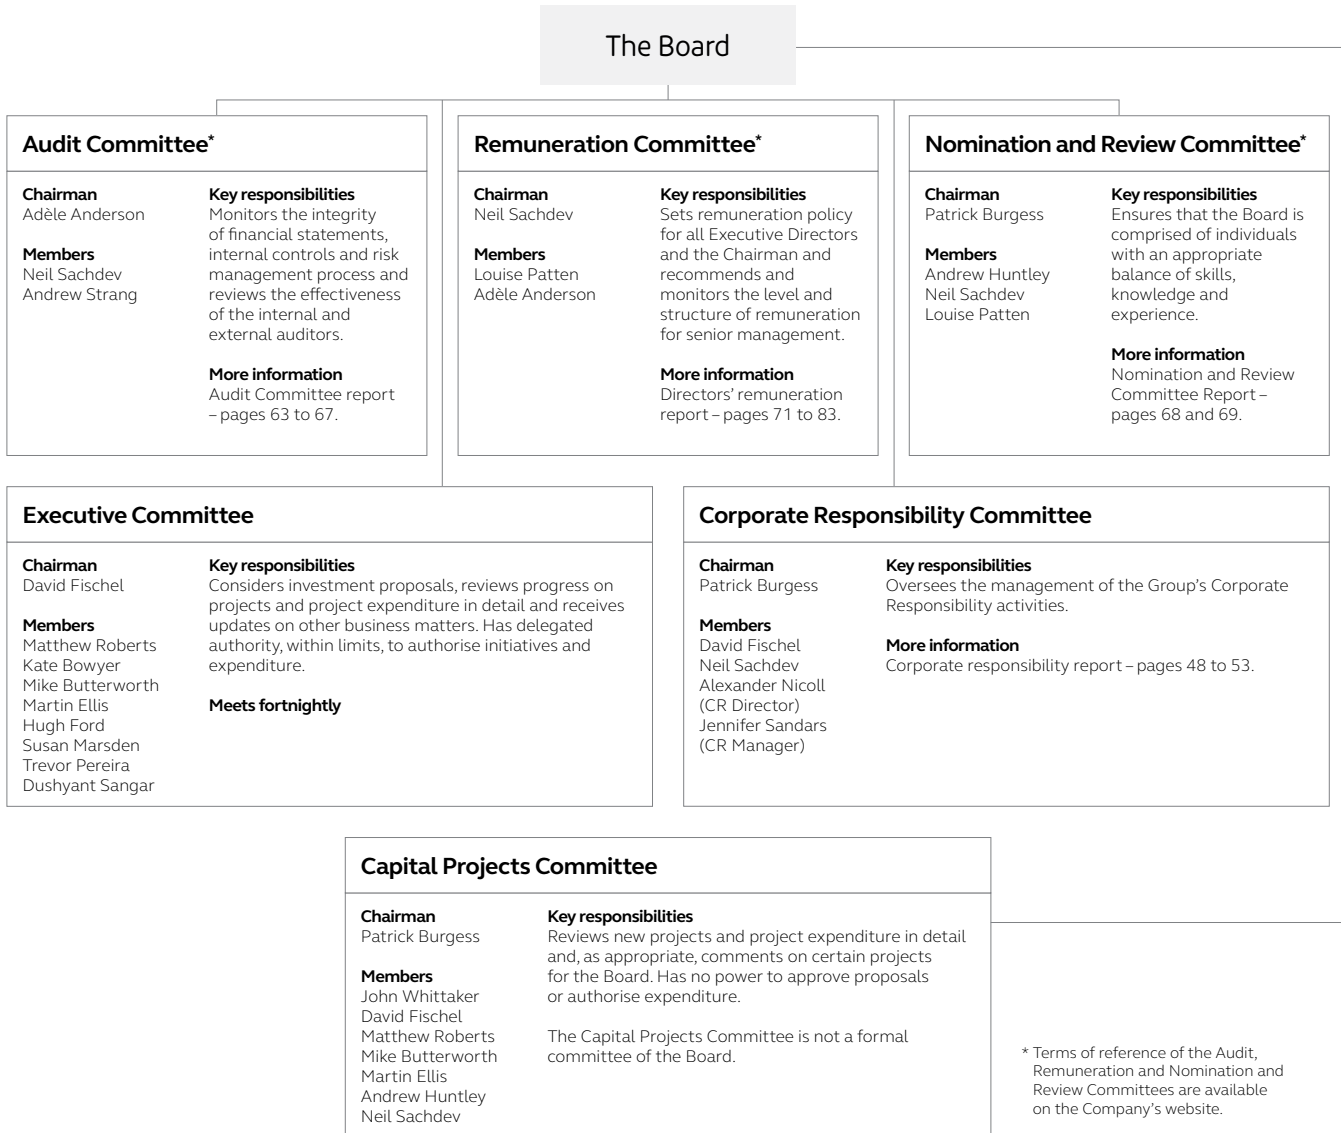 The Board
Audit Committee*
Chairman
Adèle Anderson
Members
Neil Sachdev
Andrew Strang
Key responsibilities
Monitors the integrity
of financial statements,
internal controls and risk
management process and
reviews the effectiveness
of the internal and
external auditors.
More information
Audit Committee report
– pages 63 to 67.
Remuneration Committee*
Chairman
Neil Sachdev
Members
Louise Patten
Adèle Anderson
Key responsibilities
Sets remuneration policy
for all Executive Directors
and the Chairman and
recommends and
monitors the level and
structure of remuneration
for senior management.
More information
Directors’ remuneration
report – pages 71 to 83.
Nomination and Review Committee*
Chairman
Patrick Burgess
Members
Andrew Huntley
Neil Sachdev
Louise Patten
Key responsibilities
Ensures that the Board is
comprised of individuals
with an appropriate
balance of skills,
knowledge and
experience.
More information
Nomination and Review
Committee Report –
pages 68 and 69.
Executive Committee
Chairman
David Fischel
Members
Matthew Roberts
Kate Bowyer
Mike Butterworth
Martin Ellis
Hugh Ford
Susan Marsden
Trevor Pereira
Dushyant Sangar
Key responsibilities
Considers investment proposals, reviews progress on
projects and project expenditure in detail and receives
updates on other business matters. Has delegated
authority, within limits, to authorise initiatives and
expenditure.
Meets fortnightly
Corporate Responsibility Committee
Chairman
Patrick Burgess
Members
David Fischel
Neil Sachdev
Alexander Nicoll
(CR Director)
Jennifer Sandars
(CR Manager)
Key responsibilities
Oversees the management of the Group’s Corporate
Responsibility activities.
More information
Corporate responsibility report – pages 48 to 53.
Capital Projects Committee
Chairman
Patrick Burgess
Members
John Whittaker
David Fischel
Matthew Roberts
Mike Butterworth
Martin Ellis
Andrew Huntley
Neil Sachdev
Key responsibilities
Reviews new projects and project expenditure in detail
and, as appropriate, comments on certain projects
for the Board. Has no power to approve proposals
or authorise expenditure.
The Capital Projects Committee is not a formal
committee of the Board.
* Terms of reference of the Audit,
Remuneration and Nomination and
Review Committees are available
on the Company’s website.